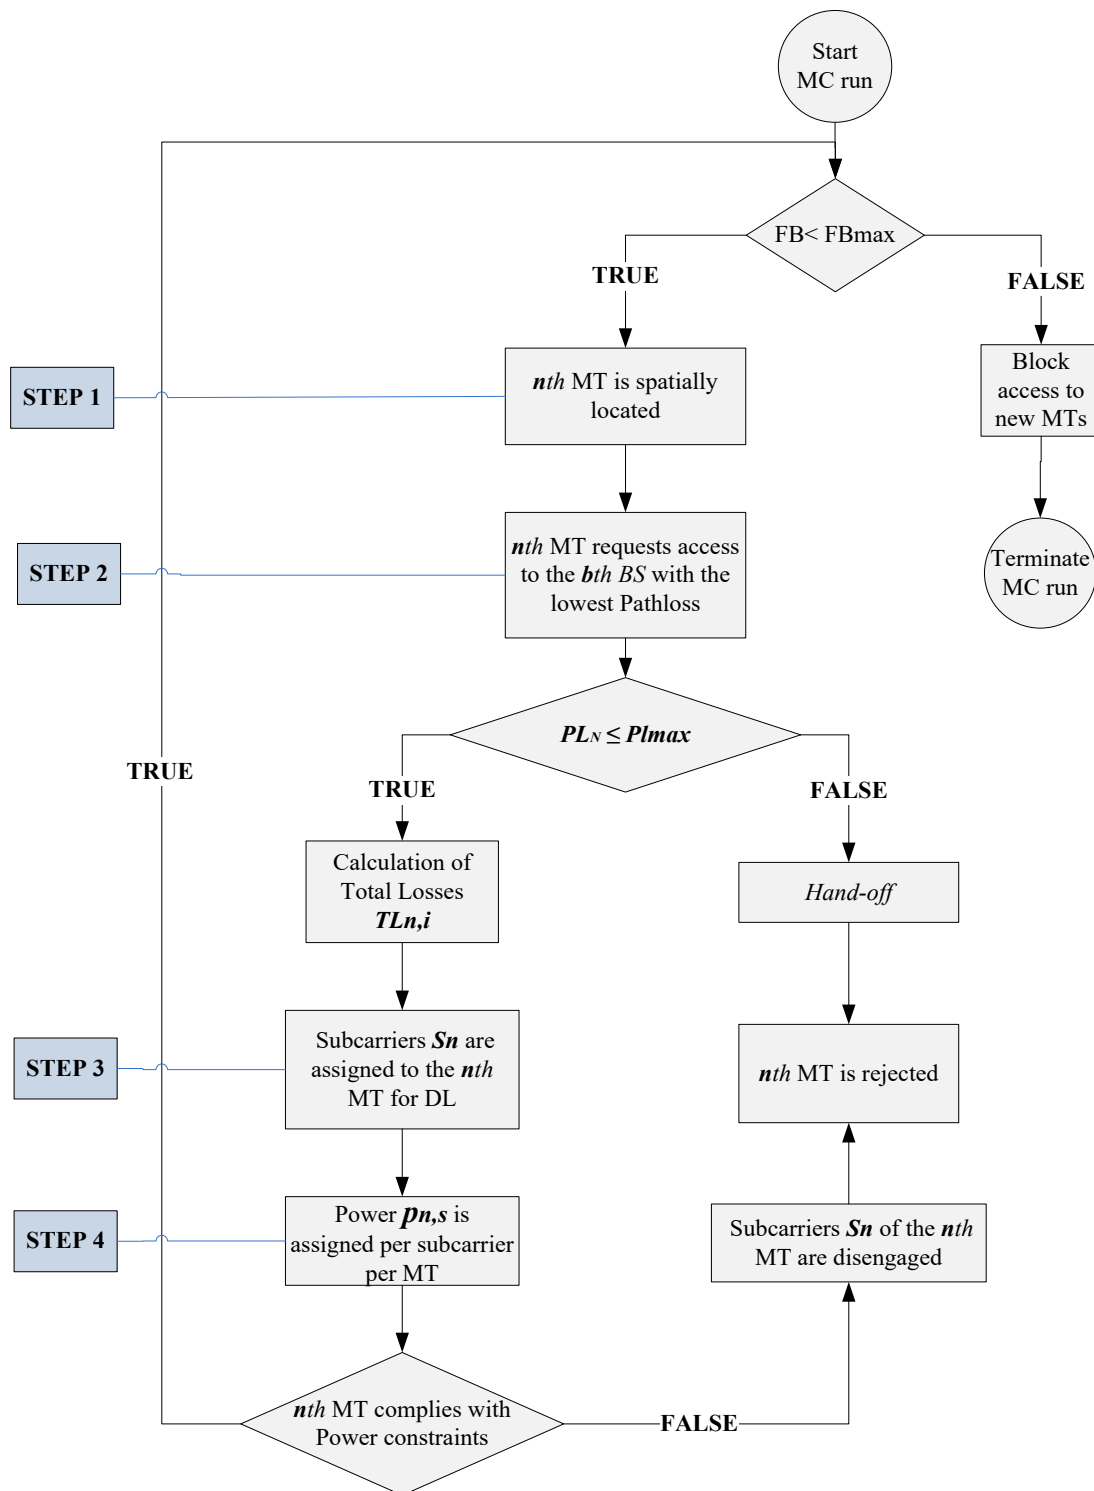 Start
MC run
FB< FBmax
TRUE
FALSE
STEP 1
nth MT is spatially
located
Block
access to
new MTs
STEP 2
nth MT requests access
to the bth BS with the
lowest Pathloss
Terminate
MC run
PLN ≤ Plmax
TRUE
TRUE
FALSE
Calculation of
Total Losses
TLn,i
Hand-off
STEP 3
Subcarriers Sn are
assigned to the nth
MT for DL
nth MT is rejected
STEP 4
Power pn,s is
assigned per subcarrier
per MT
Subcarriers Sn of the nth
MT are disengaged
nth MT complies with
Power constraints
FALSE